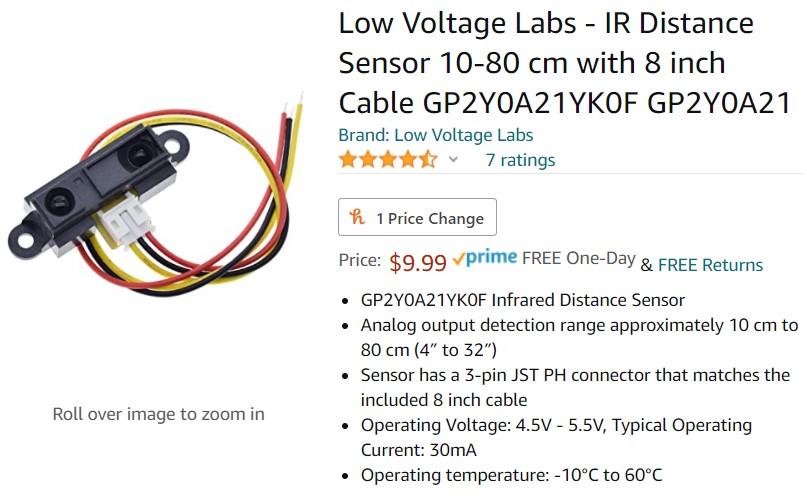 Low Voltage Labs - IR Distance
Sensor 10-80 cm with 8 inch
Cable GP2Y0A21YK0F GP2Y0A21
Brand: Low Voltage Labs
7 ratings
1 Price Change
Price: $9.99 prime FREE One-Day & FREE Returns
• GP2Y0A21YK0F Infrared Distance Sensor
• Analog output detection range approximately 10 cm to
80 cm (4” to 32”)
• Sensor has a 3-pin JST PH connector that matches the
included 8 inch cable
• Operating Voltage: 4.5V - 5.5V, Typical Operating
Current: 30mA
• Operating temperature: -10°C to 60°C
Roll over image to zoom in